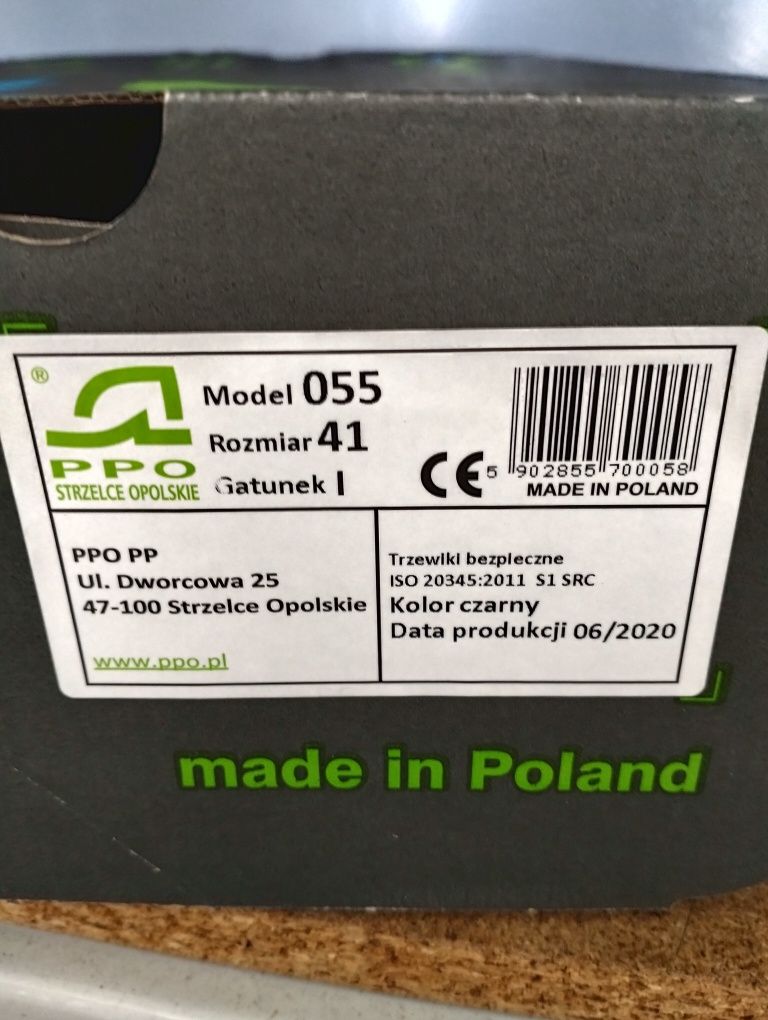 ®
PPO
STRZELCE OPOLSKIE
Model 055
Rozmiar 41
Gatunek I
CE
5 902855 700058
MADE IN POLAND
PPO PP
Ul. Dworcowa 25
47-100 Strzelce Opolskie
www.ppo.pl
Trzewiki bezpieczne
ISO 20345:2011 S1 SRC
Kolor czarny
Data produkcji 06/2020
made in Poland